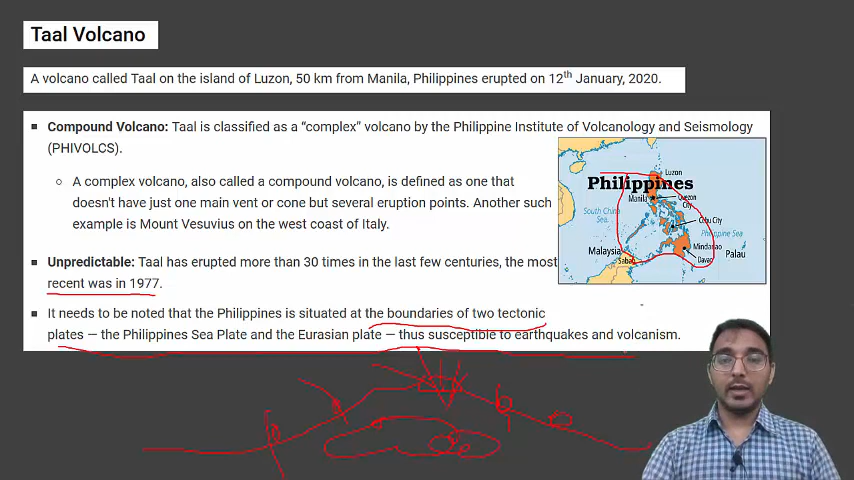 Taal Volcano
A volcano called Taal on the island of Luzon, 50 km from Manila, Philippines erupted on 12th January, 2020.
▪ Compound Volcano: Taal is classified as a "complex" volcano by the Philippine Institute of Volcanology and Seismology
(PHIVOLCS).
○ A complex volcano, also called a compound volcano, is defined as one that
doesn't have just one main vent or cone but several eruption points. Another such
example is Mount Vesuvius on the west coast of Italy.
▪ Unpredictable: Taal has erupted more than 30 times in the last few centuries, the most
recent was in 1977.
▪ It needs to be noted that the Philippines is situated at the boundaries of two tectonic
plates — the Philippines Sea Plate and the Eurasian plate — thus susceptible to earthquakes and volcanism.
Luzon
Philippines
Manila
Quezon
City
South China
Sea
Cebu City
Philippine Sea
Mindanao
Malaysia
Palau
Sabah
Davao